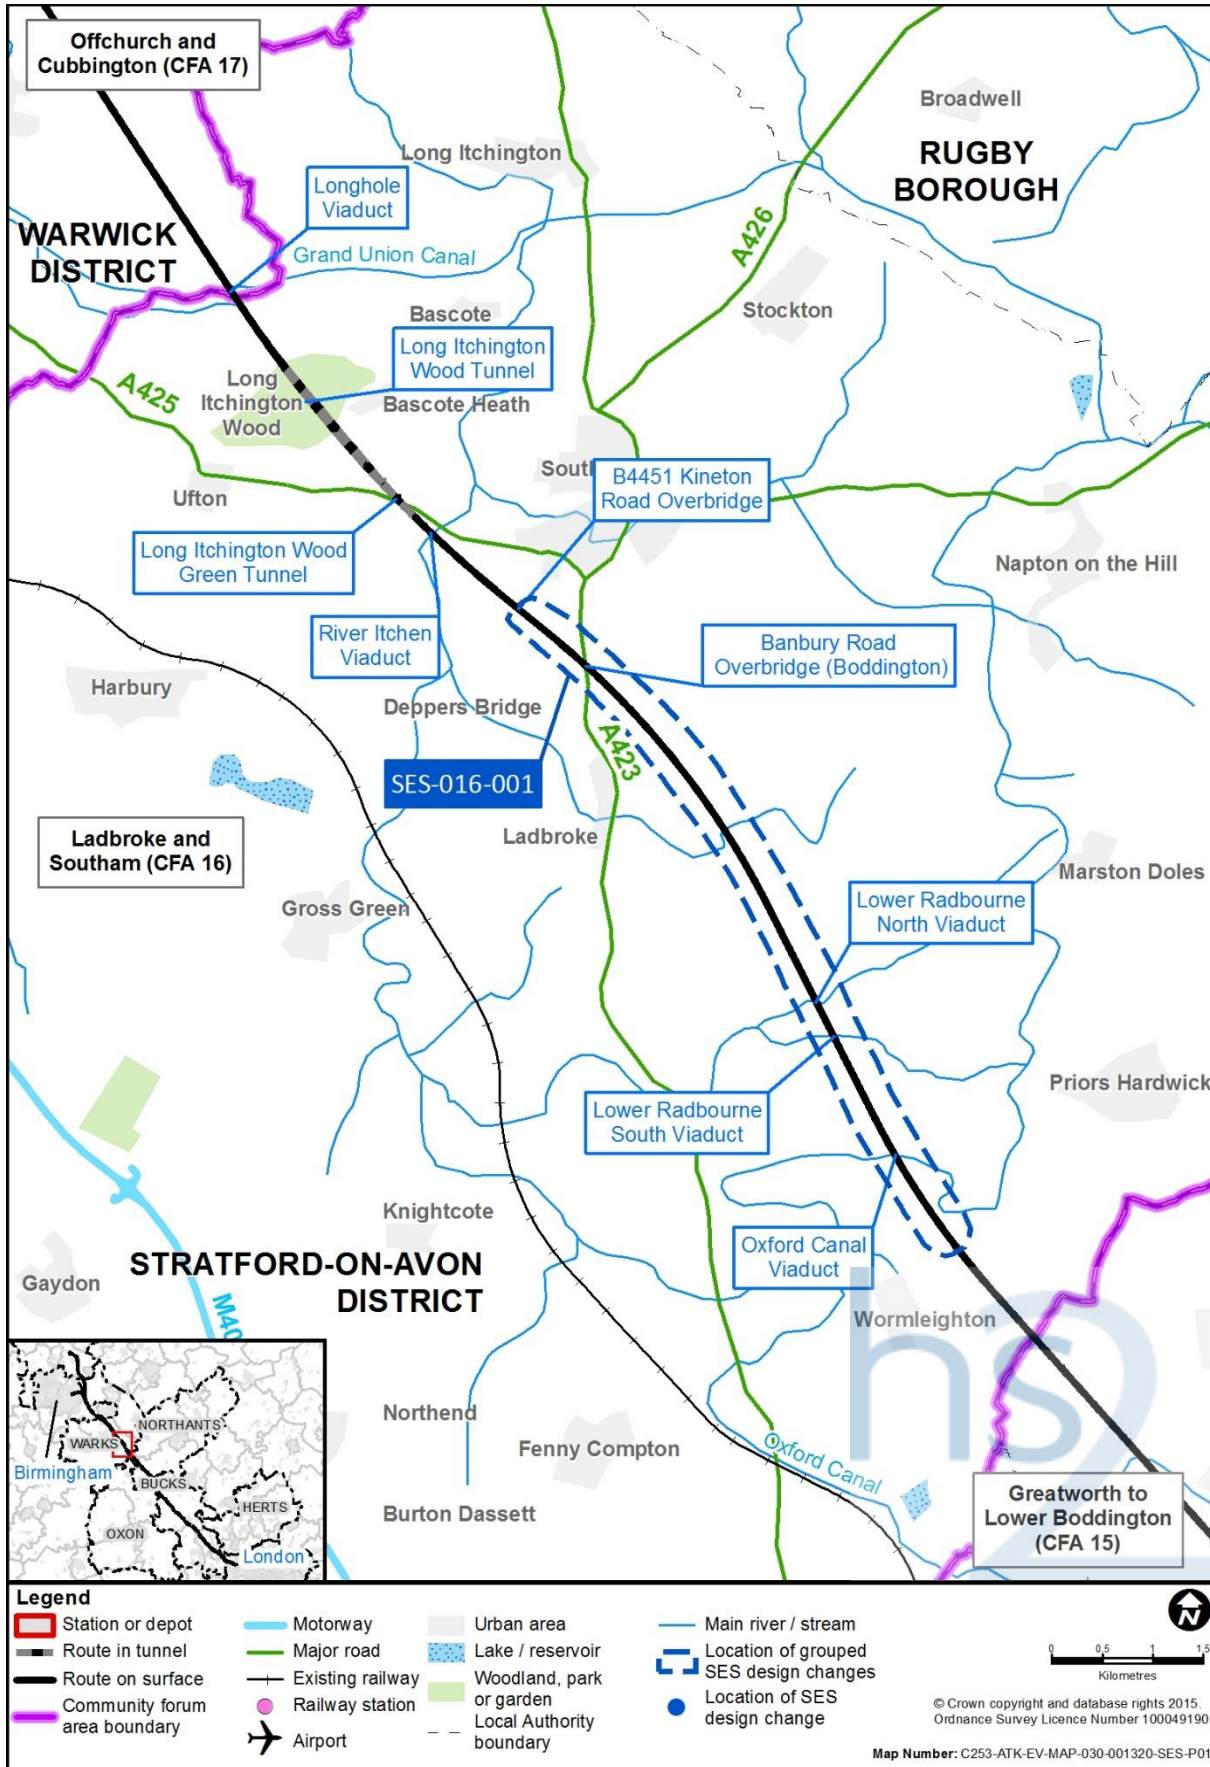 Offchurch and
Cubbington (CFA 17)
Broadwell
RUGBY
BOROUGH
Long Itchington
Longhole
Viaduct
WARWICK
DISTRICT
Grand Union Canal
A426
Stockton
Bascote
Long Itchington
Wood Tunnel
A425
Long
Itchington
Wood
Bascote Heath
Ufton
South
B4451 Kineton
Road Overbridge
Long Itchington Wood
Green Tunnel
Napton on the Hill
River Itchen
Viaduct
Banbury Road
Overbridge (Boddington)
Harbury
Deppers Bridge
A423
SES-016-001
Ladbroke and
Southam (CFA 16)
Ladbroke
Marston Doles
Gross Green
Lower Radbourne
North Viaduct
Priors Hardwick
Lower Radbourne
South Viaduct
Knightcote
Oxford Canal
Viaduct
STRATFORD-ON-AVON
DISTRICT
Gaydon
M40
Wormleighton
hs2
NORTHANTS
WARKS
Birmingham
BUCKS
HERTS
OXON
London
Northend
Fenny Compton
Oxford Canal
Burton Dassett
Greatworth to
Lower Boddington
(CFA 15)
Legend
Station or depot
Route in tunnel
Route on surface
Community forum
area boundary
Motorway
Major road
Existing railway
Railway station
Airport
Urban area
Lake / reservoir
Woodland, park
or garden
Local Authority
boundary
Main river / stream
Location of grouped
SES design changes
Location of SES
design change
N
0 0.5 1 1.5
Kilometres
© Crown copyright and database rights 2015.
Ordnance Survey Licence Number 100049190
Map Number: C253-ATK-EV-MAP-030-001320-SES-P01